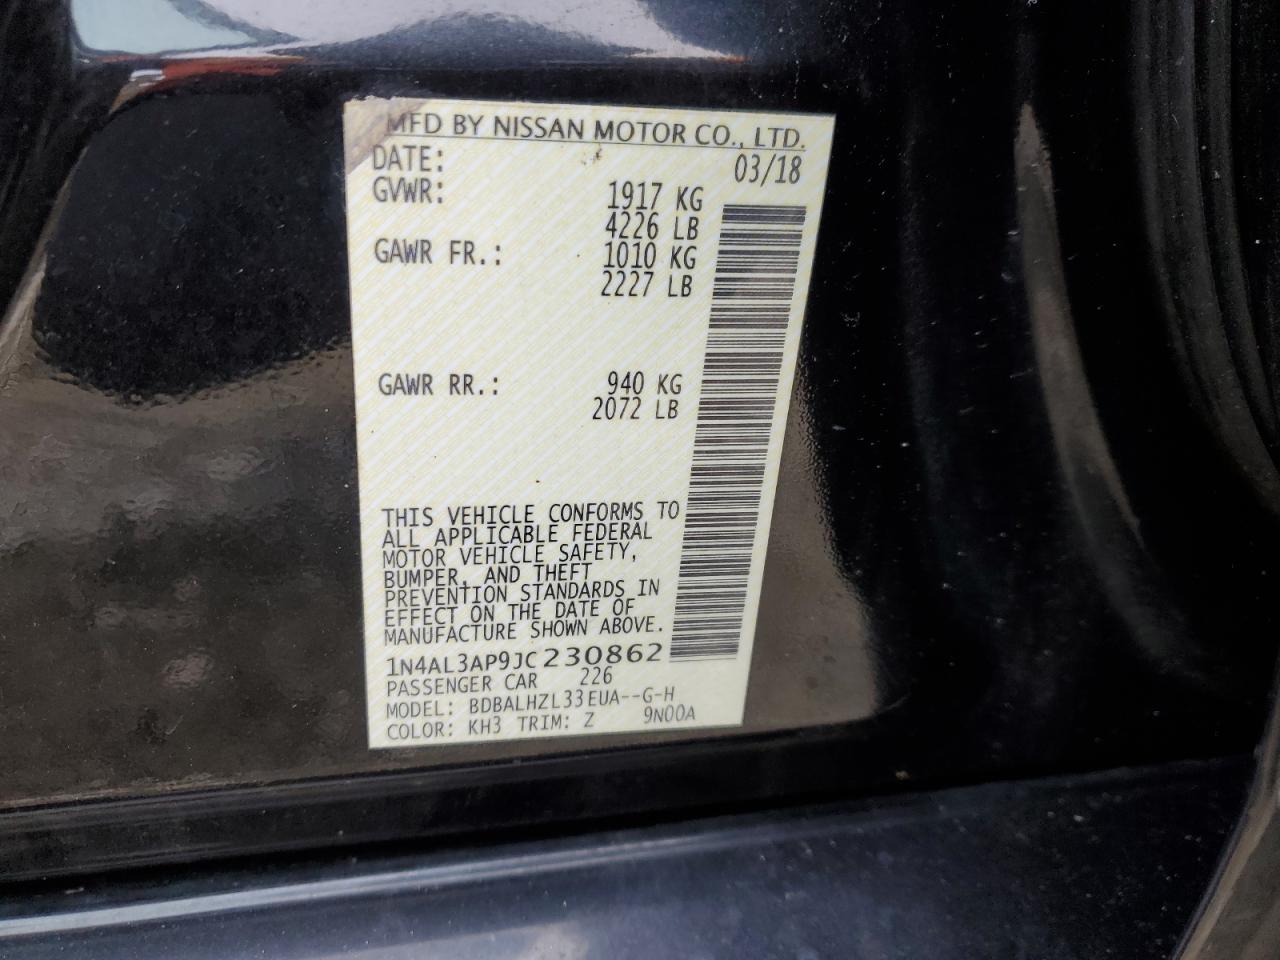 MFD BY NISSAN MOTOR CO., LTD.
DATE: 03/18
GVWR: 1917 KG
4226 LB
GAWR FR.: 1010 KG
2227 LB
GAWR RR.: 940 KG
2072 LB
THIS VEHICLE CONFORMS TO
ALL APPLICABLE FEDERAL
MOTOR VEHICLE SAFETY,
BUMPER, AND THEFT
PREVENTION STANDARDS IN
EFFECT ON THE DATE OF
MANUFACTURE SHOWN ABOVE.
1N4AL3AP9JC230862
PASSENGER CAR 226
MODEL: BDBALHZL33EUA--G-H
COLOR: KH3 TRIM: Z 9N00A